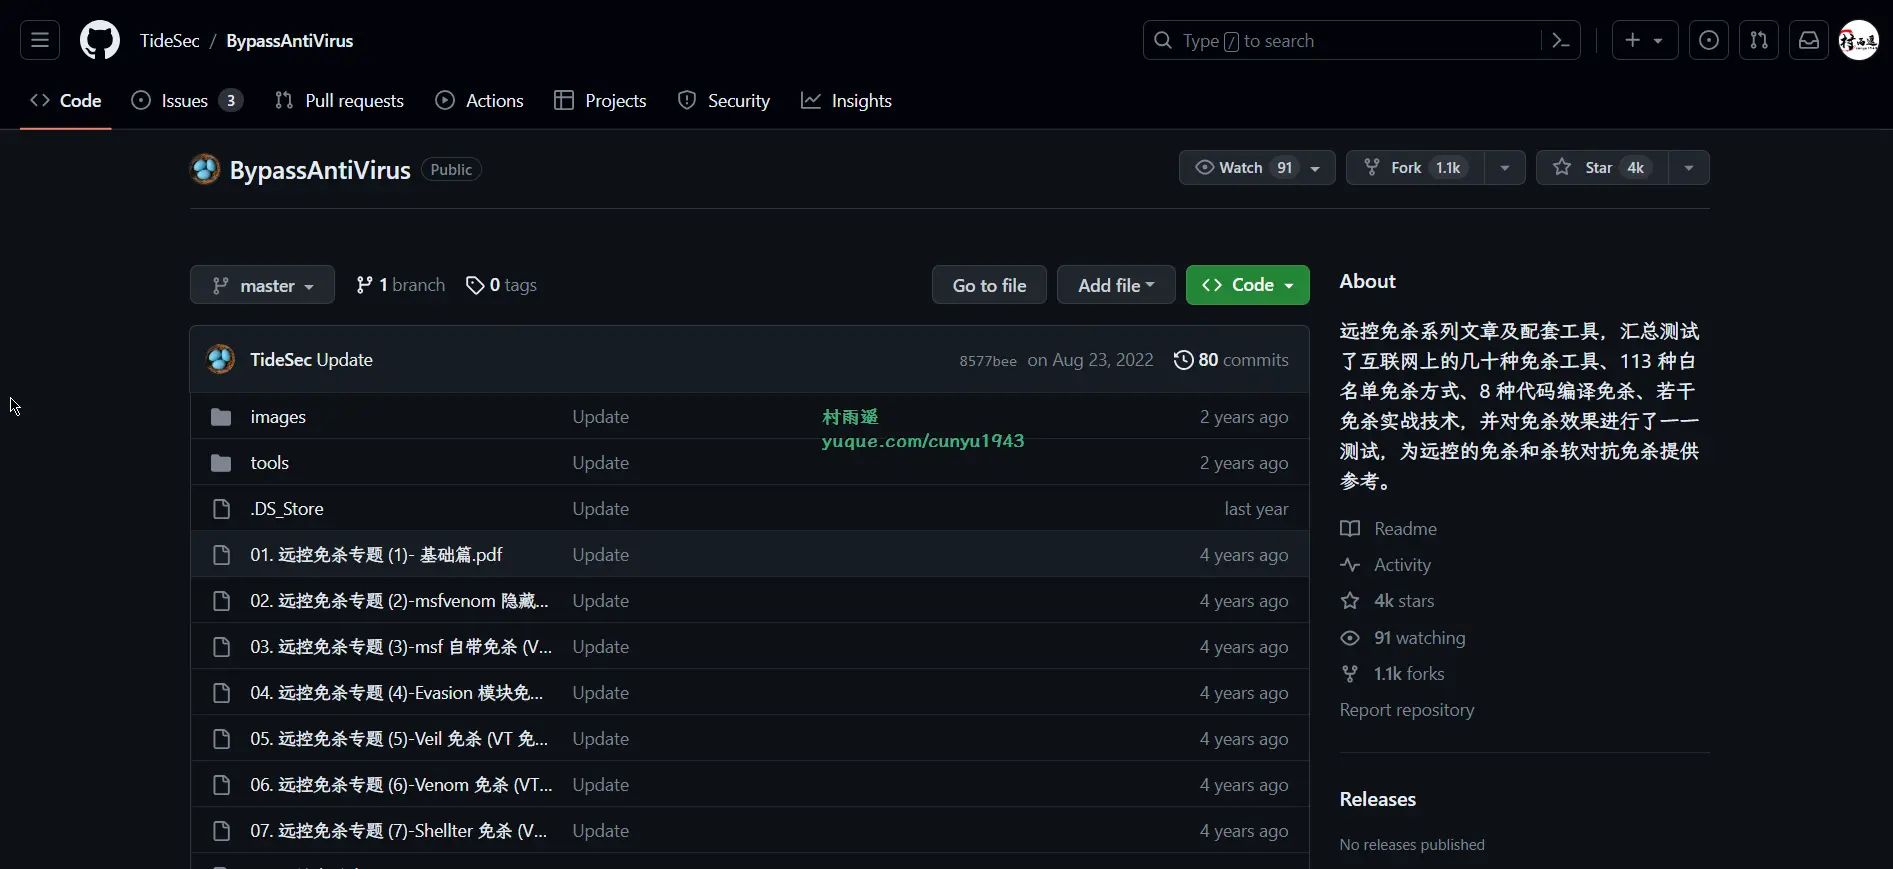 TideSec / BypassAntiVirus
Type / to search
Code
Issues 3
Pull requests
Actions
Projects
Security
Insights
BypassAntiVirus Public
Watch 91
Fork 1.1k
Star 4k
master
1 branch
0 tags
Go to file
Add file
Code
TideSec Update
8577bee on Aug 23, 2022
80 commits
images Update 2 years ago
tools Update 2 years ago
.DS_Store Update last year
01. 远控免杀专题 (1)- 基础篇.pdf Update 4 years ago
02. 远控免杀专题 (2)-msfvenom 隐藏... Update 4 years ago
03. 远控免杀专题 (3)-msf 自带免杀 (V... Update 4 years ago
04. 远控免杀专题 (4)-Evasion 模块免... Update 4 years ago
05. 远控免杀专题 (5)-Veil 免杀 (VT 免... Update 4 years ago
06. 远控免杀专题 (6)-Venom 免杀 (VT... Update 4 years ago
07. 远控免杀专题 (7)-Shellter 免杀 (V... Update 4 years ago
村雨遥
yuque.com/cunyu1943
About
远控免杀系列文章及配套工具，汇总测试
了互联网上的几十种免杀工具、113 种白
名单免杀方式、8 种代码编译免杀、若干
免杀实战技术，并对免杀效果进行了一一
测试，为远控的免杀和杀软对抗免杀提供
参考。
Readme
Activity
4k stars
91 watching
1.1k forks
Report repository
Releases
No releases published